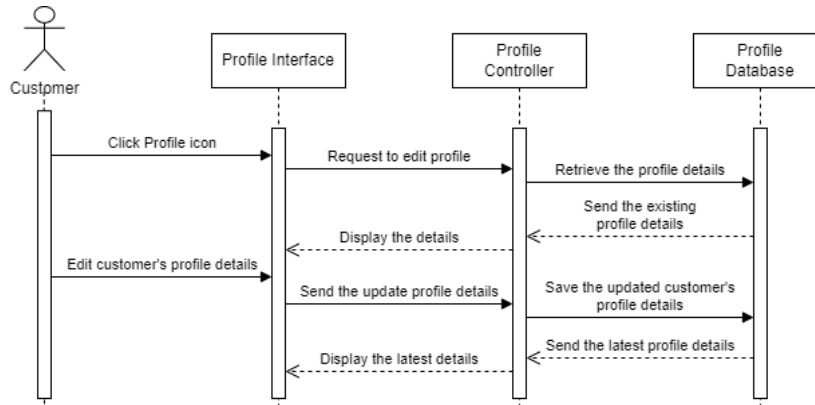 Customer
Profile Interface
Profile
Controller
Profile
Database
Click Profile icon
Request to edit profile
Retrieve the profile details
Send the existing
profile details
Display the details
Edit customer's profile details
Send the update profile details
Save the updated customer's
profile details
Send the latest profile details
Display the latest details